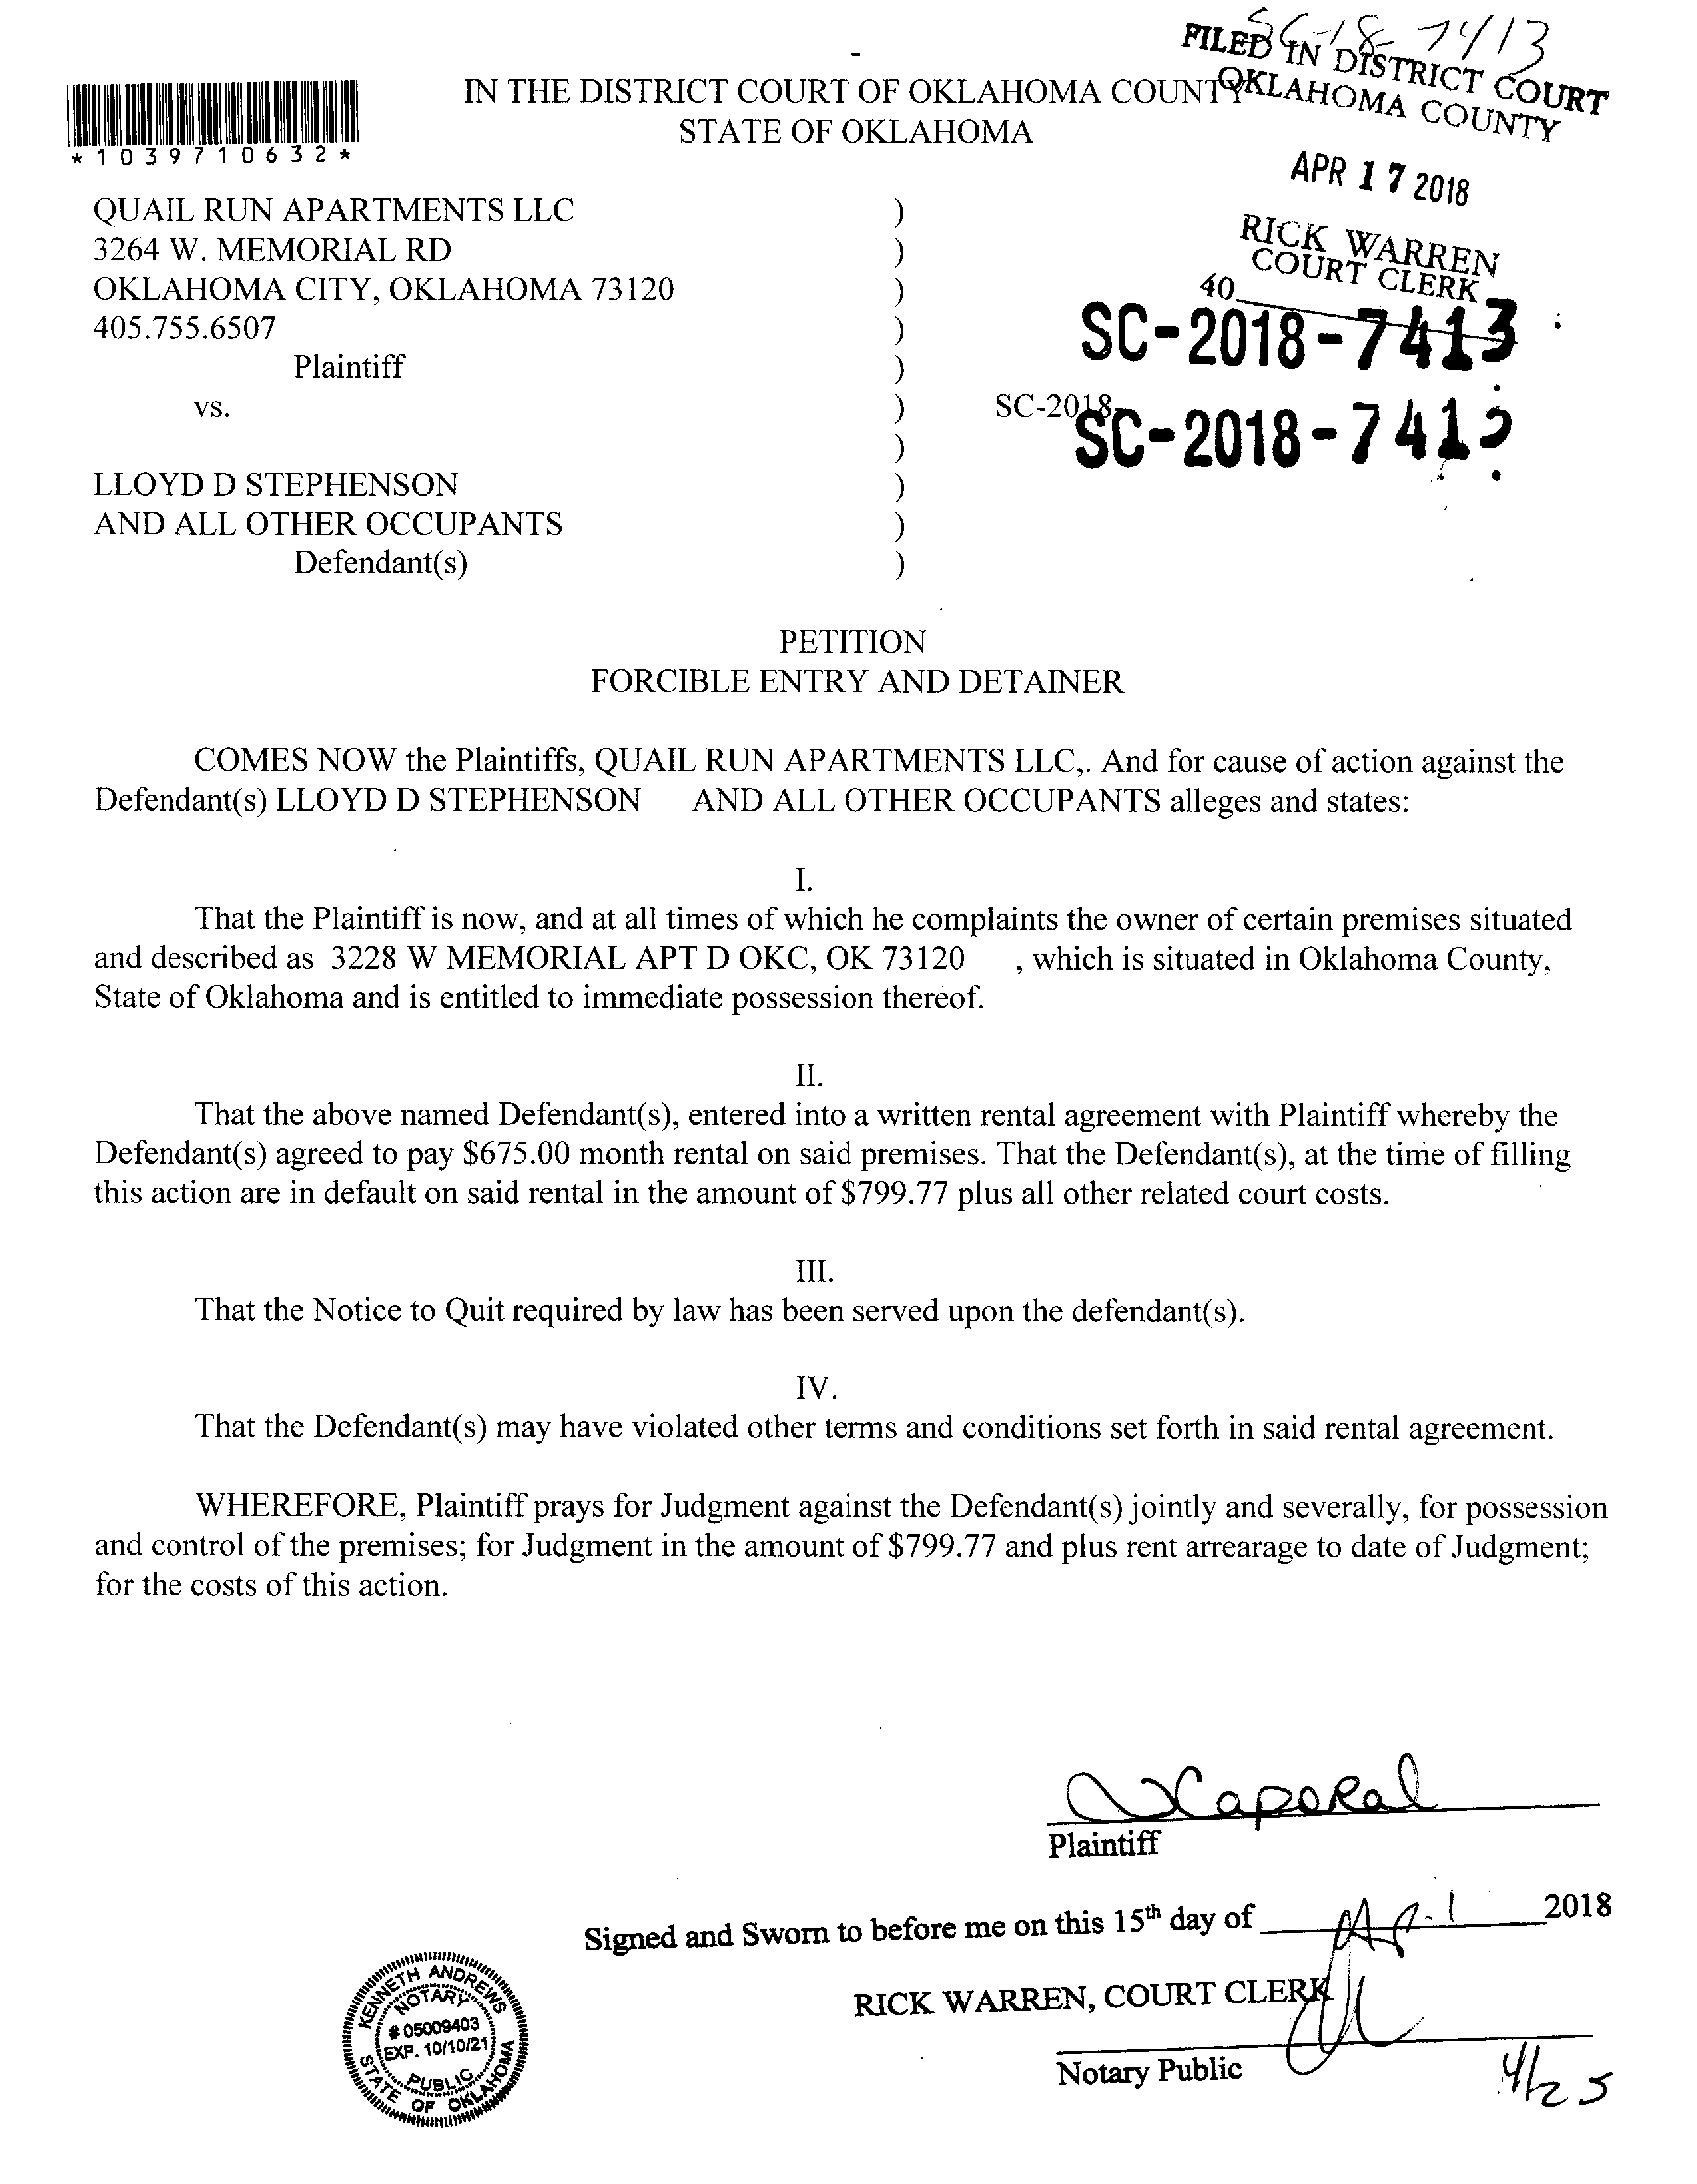 SC-18-7413
FILED IN DISTRICT COURT
OKLAHOMA COUNTY
IN THE DISTRICT COURT OF OKLAHOMA COUNTY
STATE OF OKLAHOMA
*1039710632*
APR 17 2018
RICK WARREN
COURT CLERK
40
QUAIL RUN APARTMENTS LLC )
3264 W. MEMORIAL RD )
OKLAHOMA CITY, OKLAHOMA 73120 )
405.755.6507 )
SC-2018-7413
Plaintiff )
vs. ) SC-2018-
)
SC-2018-741
LLOYD D STEPHENSON )
AND ALL OTHER OCCUPANTS )
Defendant(s) )
PETITION
FORCIBLE ENTRY AND DETAINER
COMES NOW the Plaintiffs, QUAIL RUN APARTMENTS LLC,. And for cause of action against the
Defendant(s) LLOYD D STEPHENSON AND ALL OTHER OCCUPANTS alleges and states:
I.
That the Plaintiff is now, and at all times of which he complaints the owner of certain premises situated
and described as 3228 W MEMORIAL APT D OKC, OK 73120 , which is situated in Oklahoma County,
State of Oklahoma and is entitled to immediate possession thereof.
II.
That the above named Defendant(s), entered into a written rental agreement with Plaintiff whereby the
Defendant(s) agreed to pay $675.00 month rental on said premises. That the Defendant(s), at the time of filling
this action are in default on said rental in the amount of $799.77 plus all other related court costs.
III.
That the Notice to Quit required by law has been served upon the defendant(s).
IV.
That the Defendant(s) may have violated other terms and conditions set forth in said rental agreement.
WHEREFORE, Plaintiff prays for Judgment against the Defendant(s) jointly and severally, for possession
and control of the premises; for Judgment in the amount of $799.77 and plus rent arrearage to date of Judgment;
for the costs of this action.
Caporal
Plaintiff
Signed and Sworn to before me on this 15th day of 2018
RICK WARREN, COURT CLERK
Notary Public
4/25
KENNETH ANDREWS
NOTARY
# 05009403
EXP. 10/10/21
PUBLIC
STATE OF OKLAHOMA